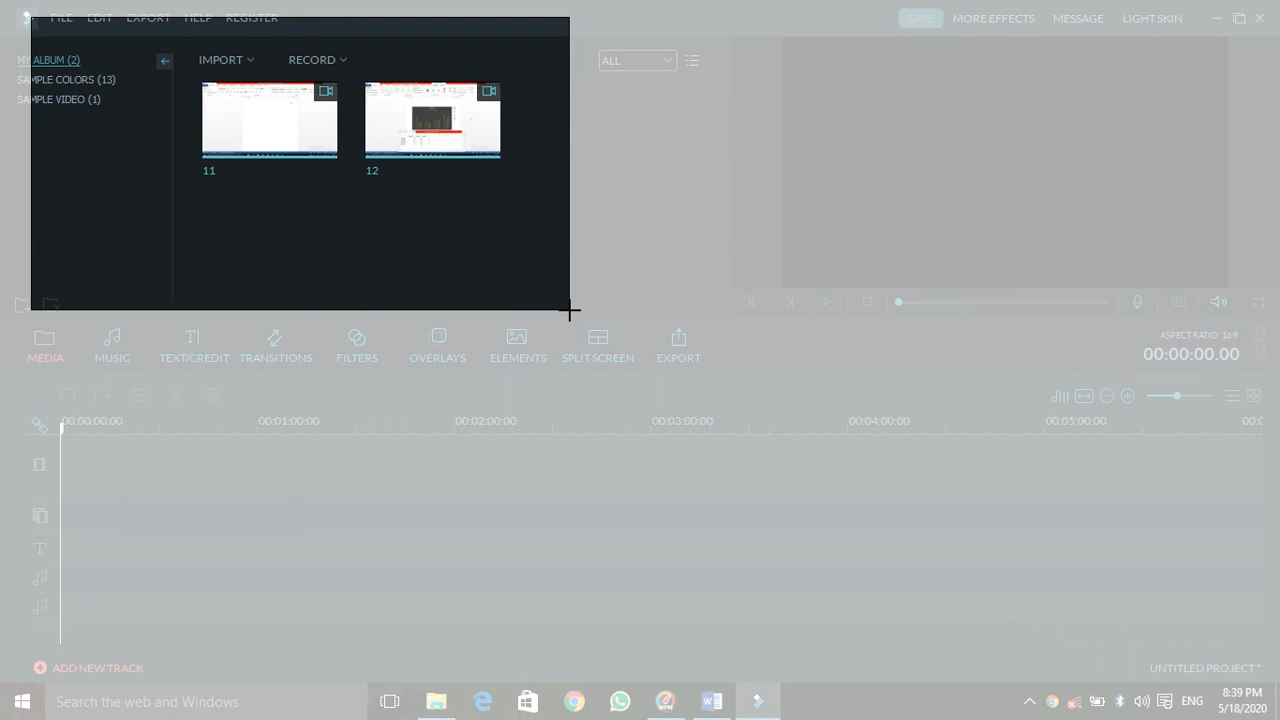 FILE EDIT EXPORT HELP REGISTER SAVE MORE EFFECTS MESSAGE LIGHT SKIN
MY ALBUM (2) IMPORT RECORD ALL
SAMPLE COLORS (13)
SAMPLE VIDEO (1)
11 12
MEDIA MUSIC TEXT/CREDIT TRANSITIONS FILTERS OVERLAYS ELEMENTS SPLIT SCREEN EXPORT
ASPECT RATIO: 16:9
00:00:00.00
00:00:00:00 00:01:00:00 00:02:00:00 00:03:00:00 00:04:00:00 00:05:00:00
ADD NEW TRACK UNTITLED PROJECT *
Search the web and Windows ENG 8:39 PM
5/18/2020